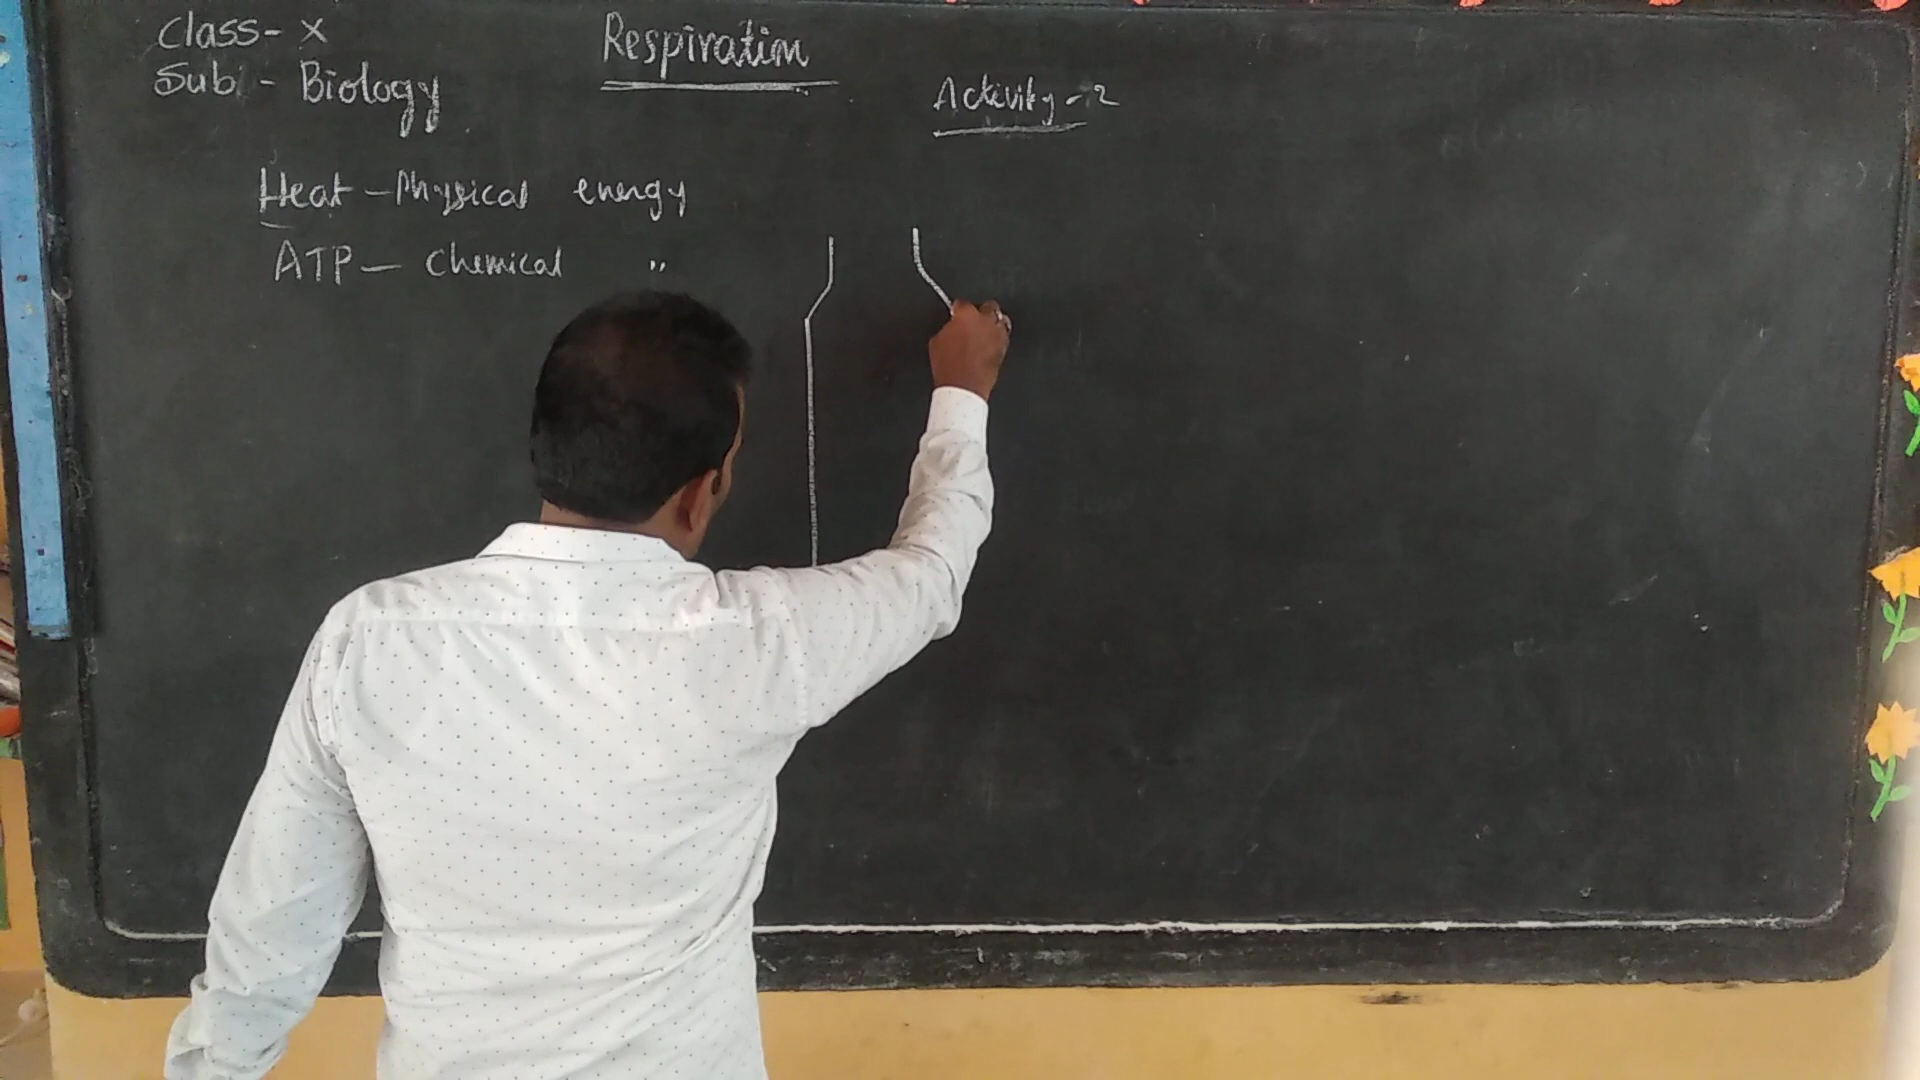 Class - X
Sub - Biology
Respiration
Activity - 2
Heat - Physical energy
ATP - Chemical "